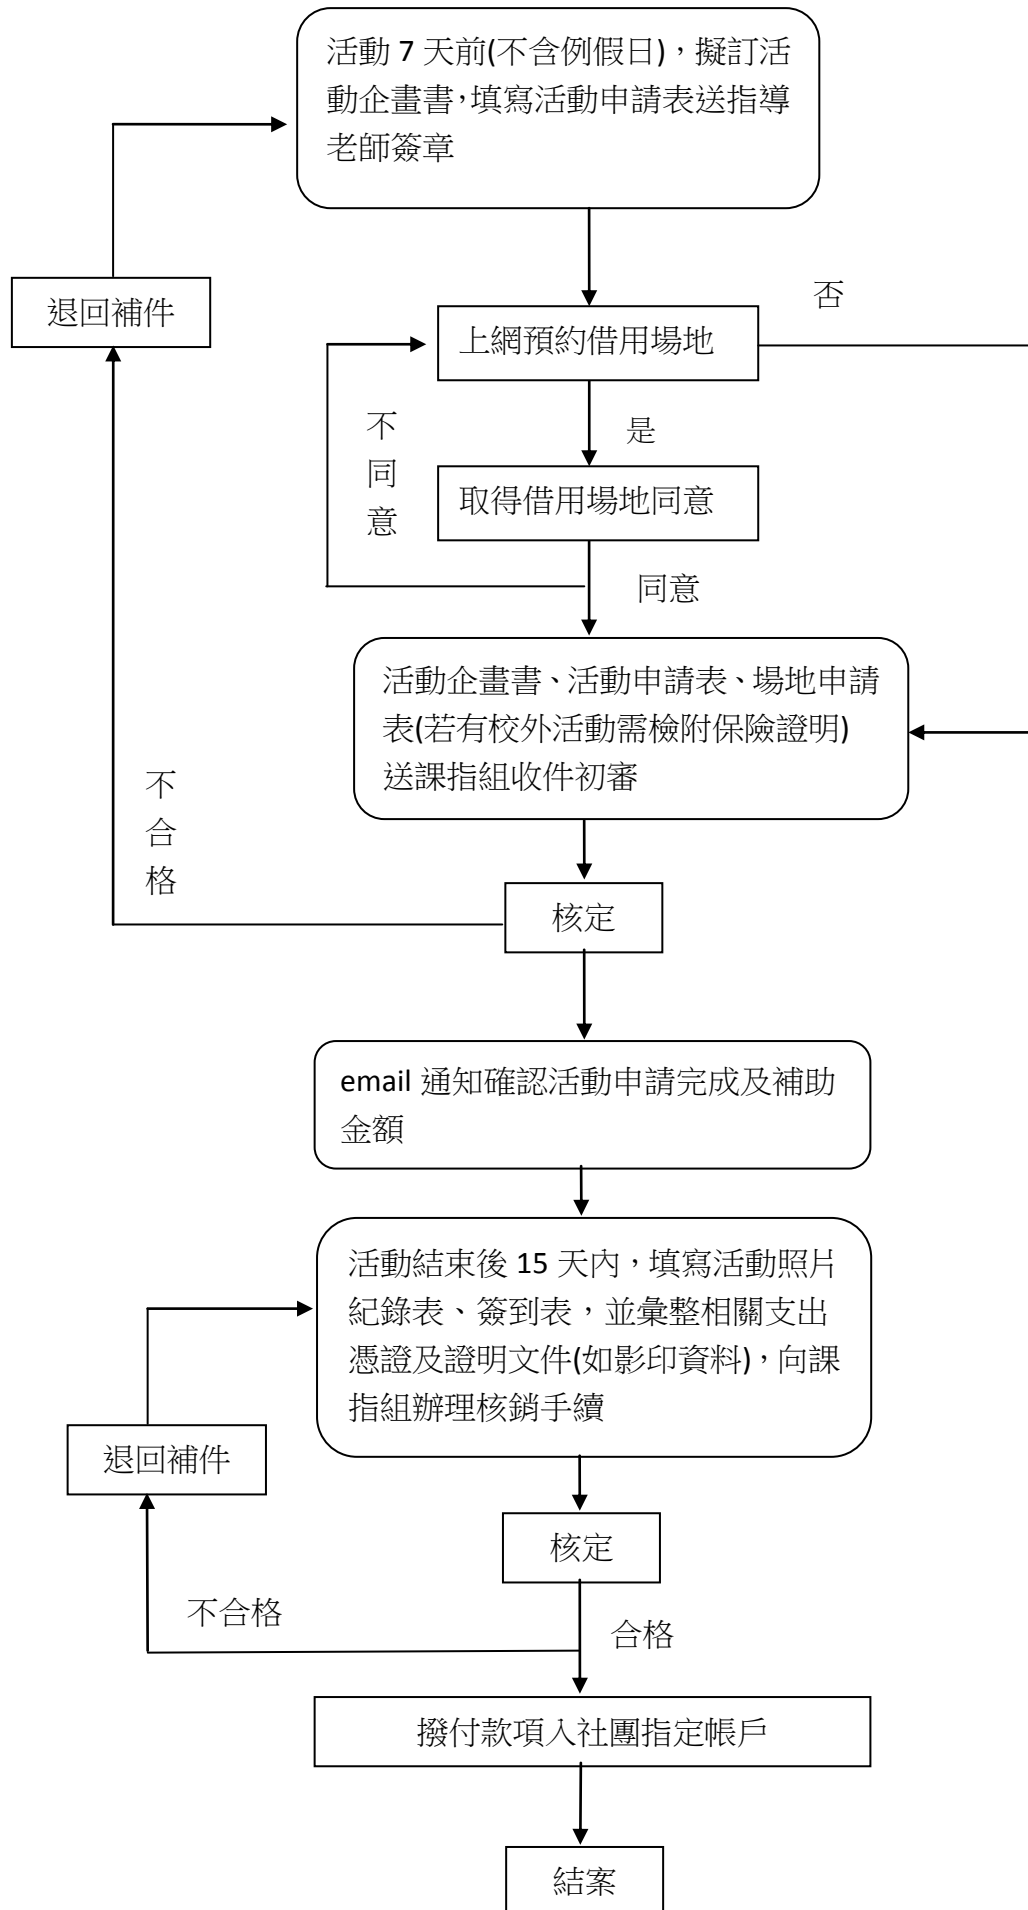 活動 7 天前(不含例假日)，擬訂活
動企畫書，填寫活動申請表送指導
老師簽章
退回補件
上網預約借用場地
否
不
同
意
是
取得借用場地同意
同意
活動企畫書、活動申請表、場地申請
表(若有校外活動需檢附保險證明)
送課指組收件初審
不
合
格
核定
email 通知確認活動申請完成及補助
金額
活動結束後 15 天內，填寫活動照片
紀錄表、簽到表，並彙整相關支出
憑證及證明文件(如影印資料)，向課
指組辦理核銷手續
退回補件
核定
不合格
合格
撥付款項入社團指定帳戶
結案